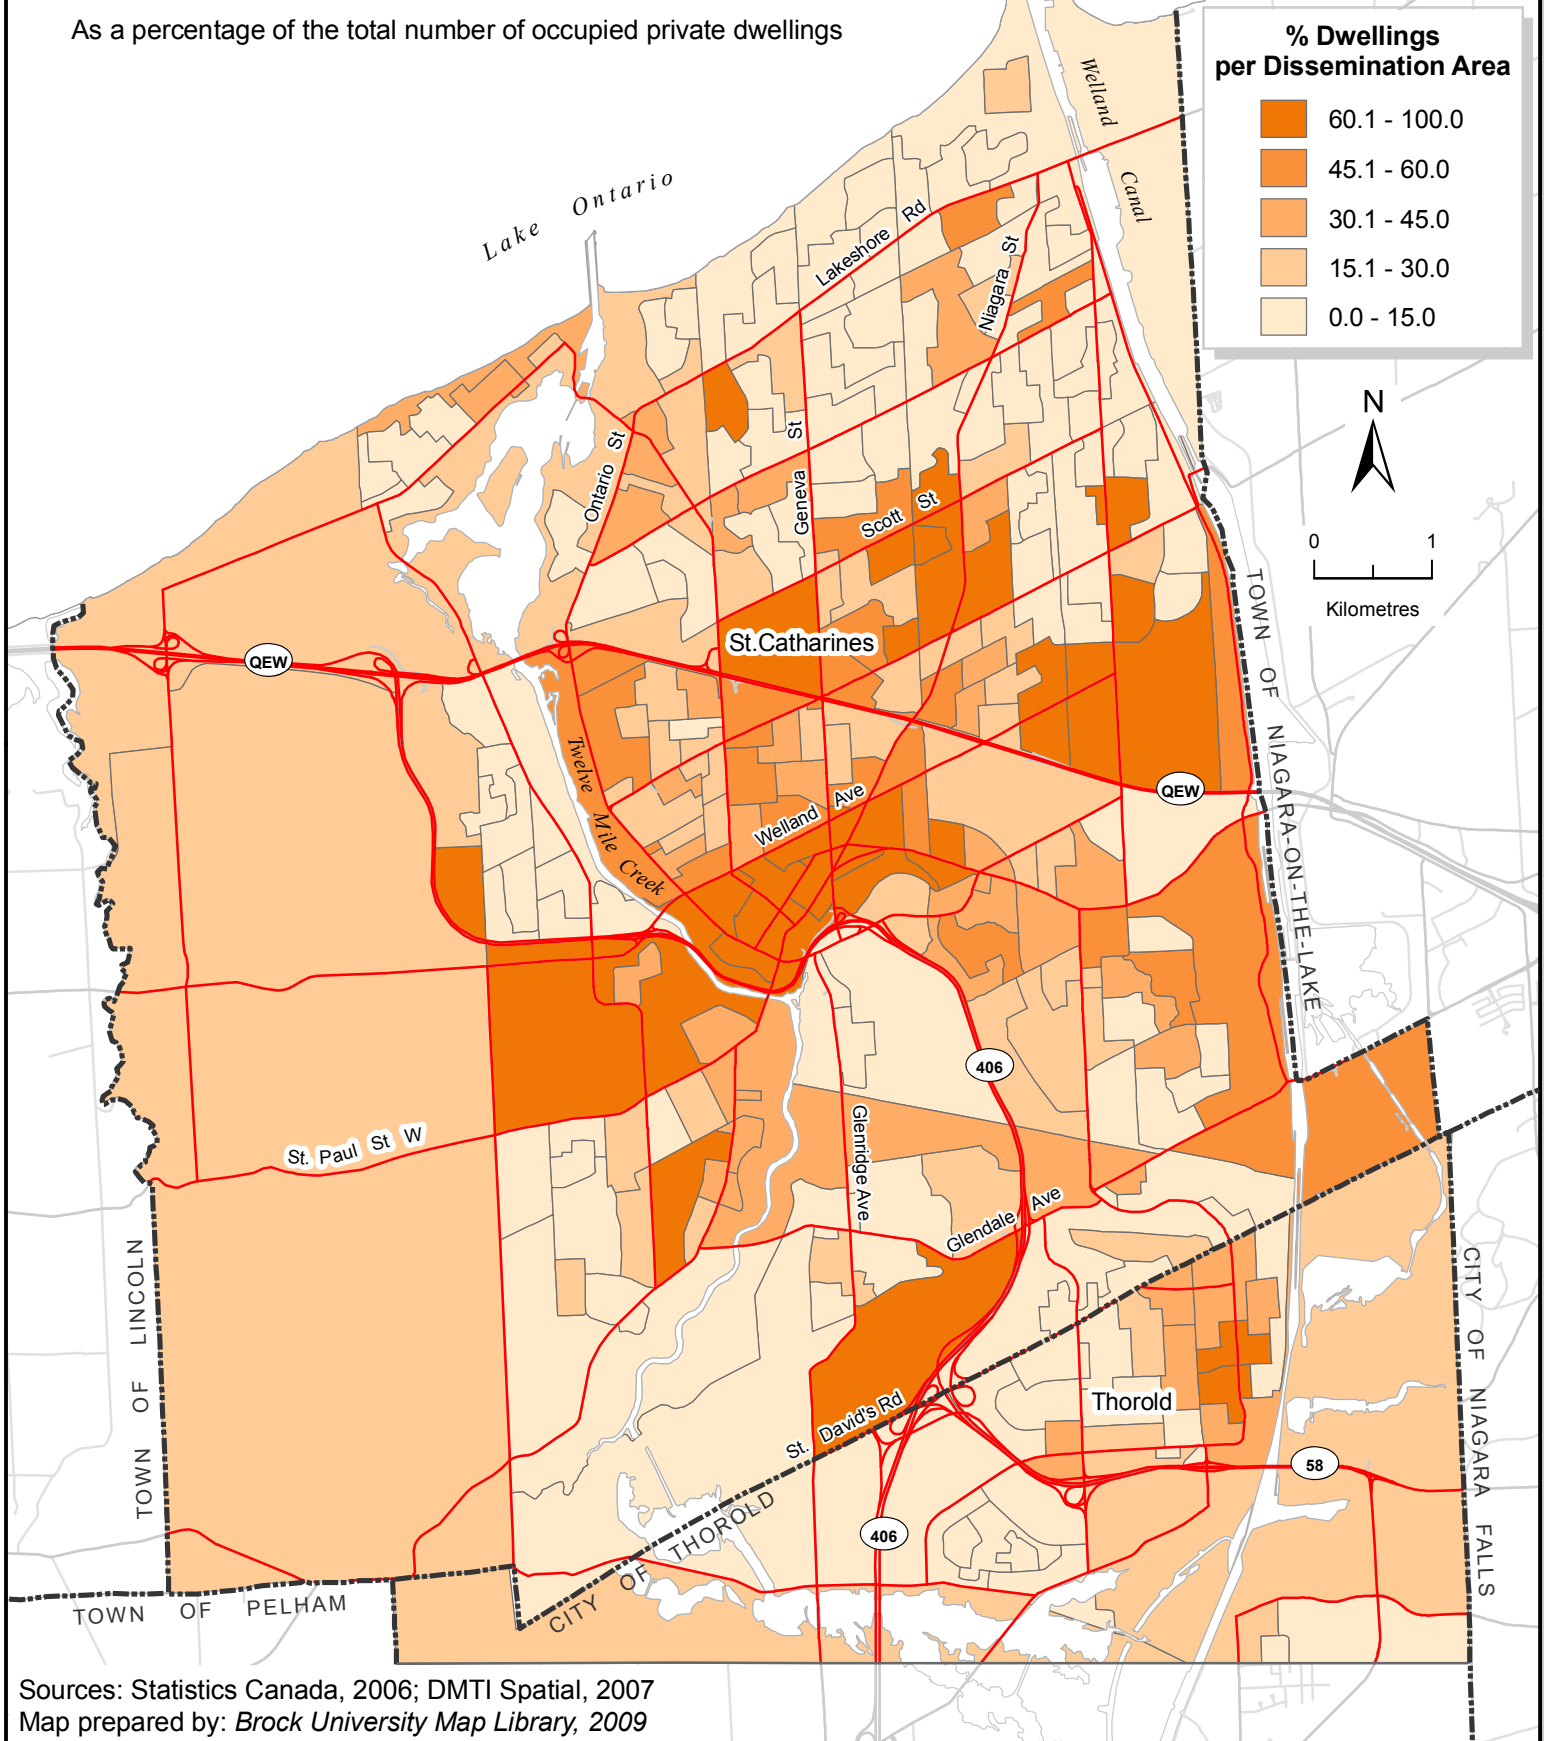 As a percentage of the total number of occupied private dwellings
% Dwellings
per Dissemination Area
60.1 - 100.0
45.1 - 60.0
30.1 - 45.0
15.1 - 30.0
0.0 - 15.0
N
0 1
Kilometres
Welland
Canal
Lake Ontario
Lakeshore Rd
Niagara St
Ontario St
Geneva St
Scott St
St.Catharines
QEW
QEW
Twelve Mile Creek
Welland Ave
TOWN OF NIAGARA-ON-THE-LAKE
406
St. Paul St W
Glenridge Ave
Glendale Ave
TOWN OF LINCOLN
CITY OF NIAGARA FALLS
Thorold
St. David's Rd
58
406
CITY OF THOROLD
TOWN OF PELHAM
Sources: Statistics Canada, 2006; DMTI Spatial, 2007
Map prepared by: Brock University Map Library, 2009